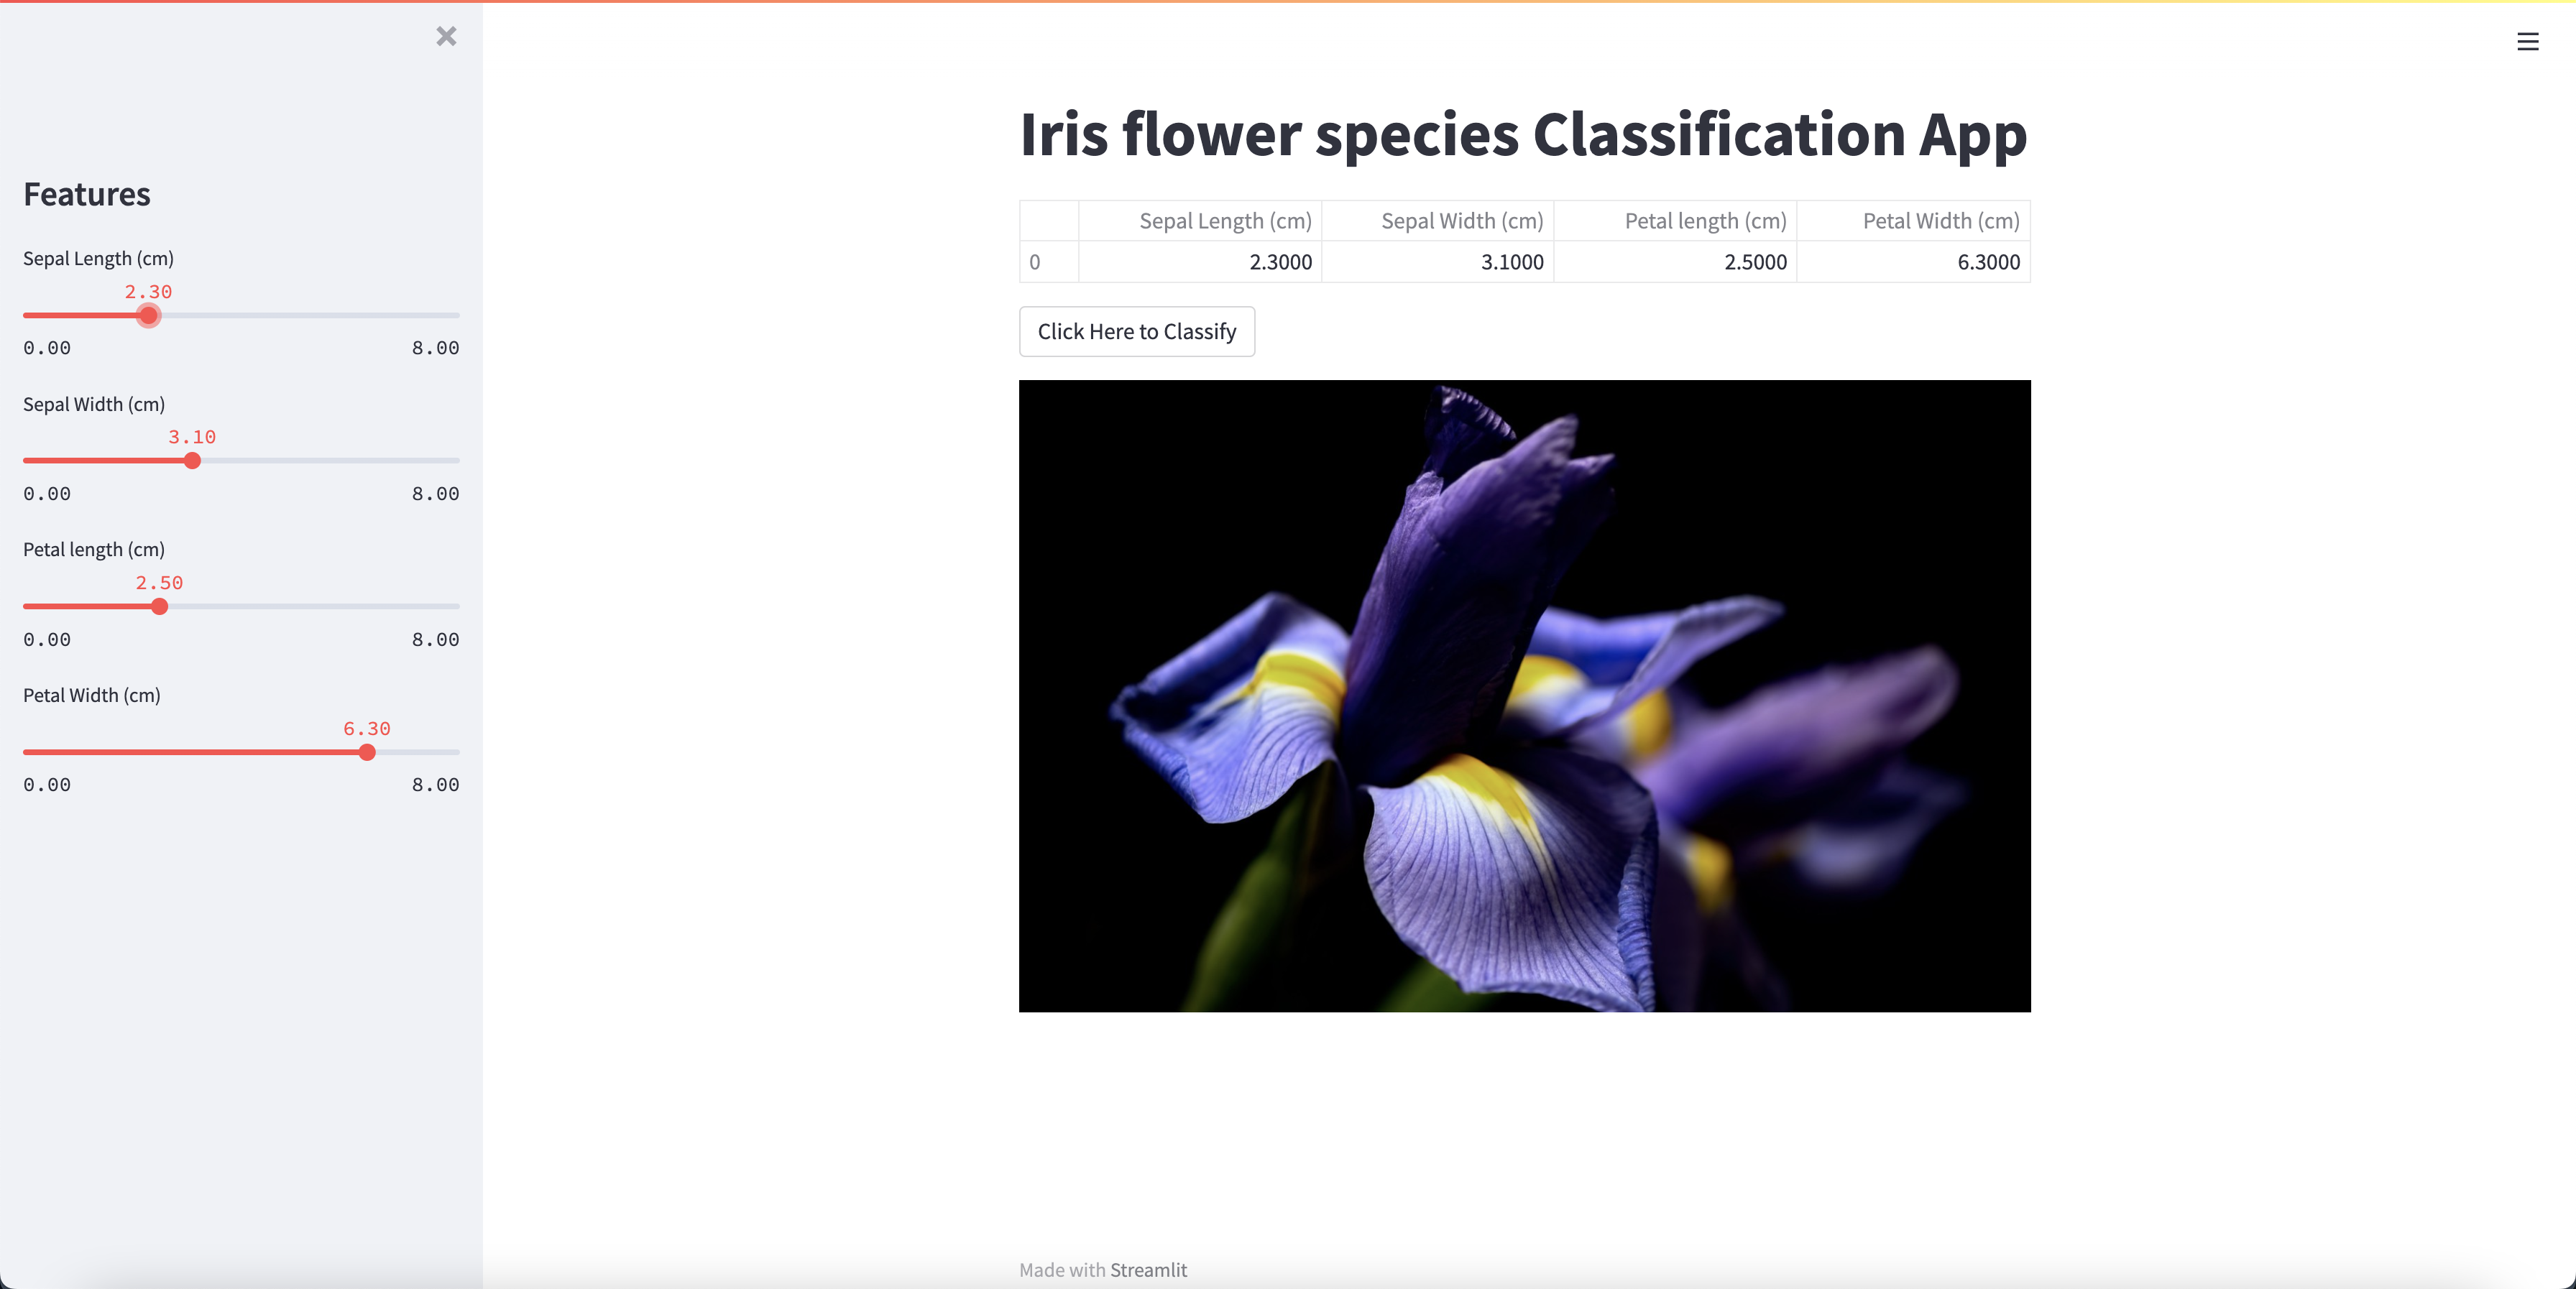 Features
Sepal Length (cm)
2.30
0.00 8.00
Sepal Width (cm)
3.10
0.00 8.00
Petal length (cm)
2.50
0.00 8.00
Petal Width (cm)
6.30
0.00 8.00
Iris flower species Classification App
Sepal Length (cm) Sepal Width (cm) Petal length (cm) Petal Width (cm)
0 2.3000 3.1000 2.5000 6.3000
Click Here to Classify
Made with Streamlit